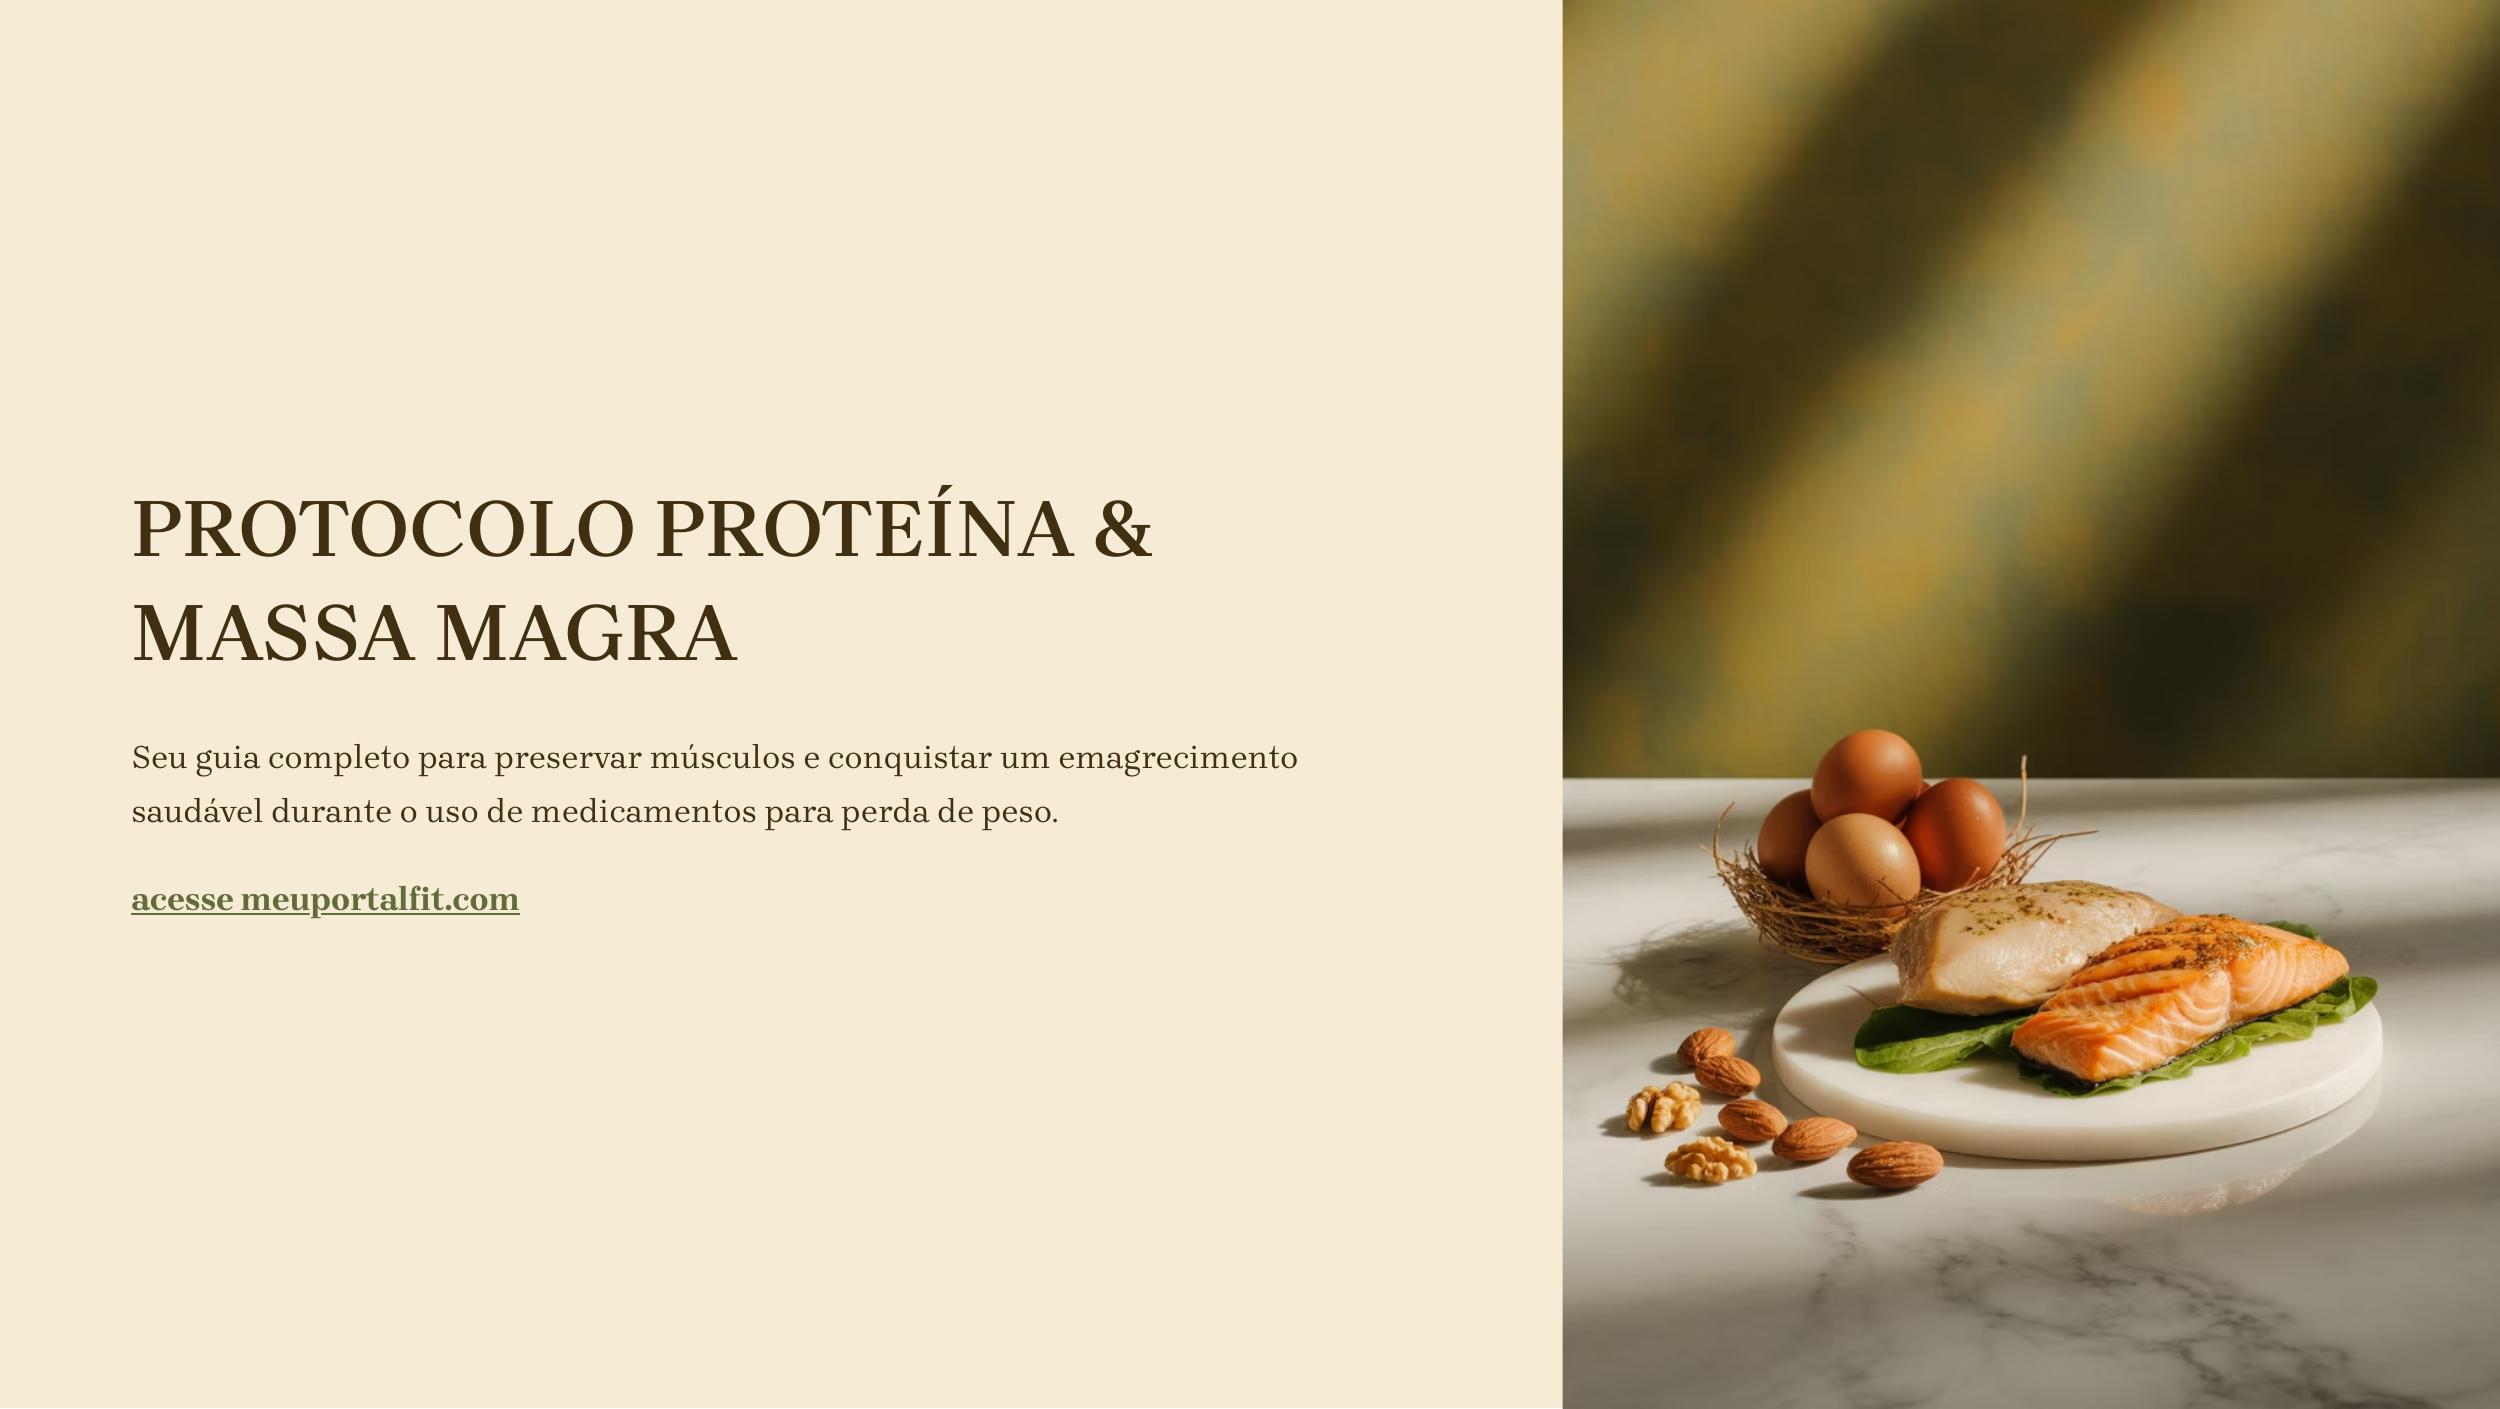 PROTOCOLO PROTEÍNA &
MASSA MAGRA
Seu guia completo para preservar músculos e conquistar um emagrecimento
saudável durante o uso de medicamentos para perda de peso.
acesse meuportalfit.com